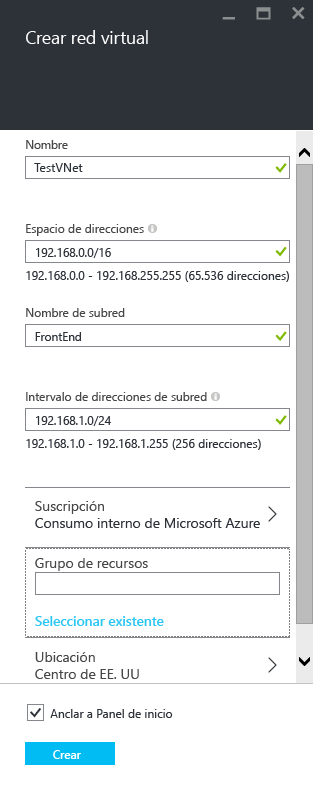 Crear red virtual
Nombre
TestVNet
Espacio de direcciones
192.168.0.0/16
192.168.0.0 - 192.168.255.255 (65.536 direcciones)
Nombre de subred
FrontEnd
Intervalo de direcciones de subred
192.168.1.0/24
192.168.1.0 - 192.168.1.255 (256 direcciones)
Suscripción
Consumo interno de Microsoft Azure
Grupo de recursos
Seleccionar existente
Ubicación
Centro de EE. UU
Anclar a Panel de inicio
Crear